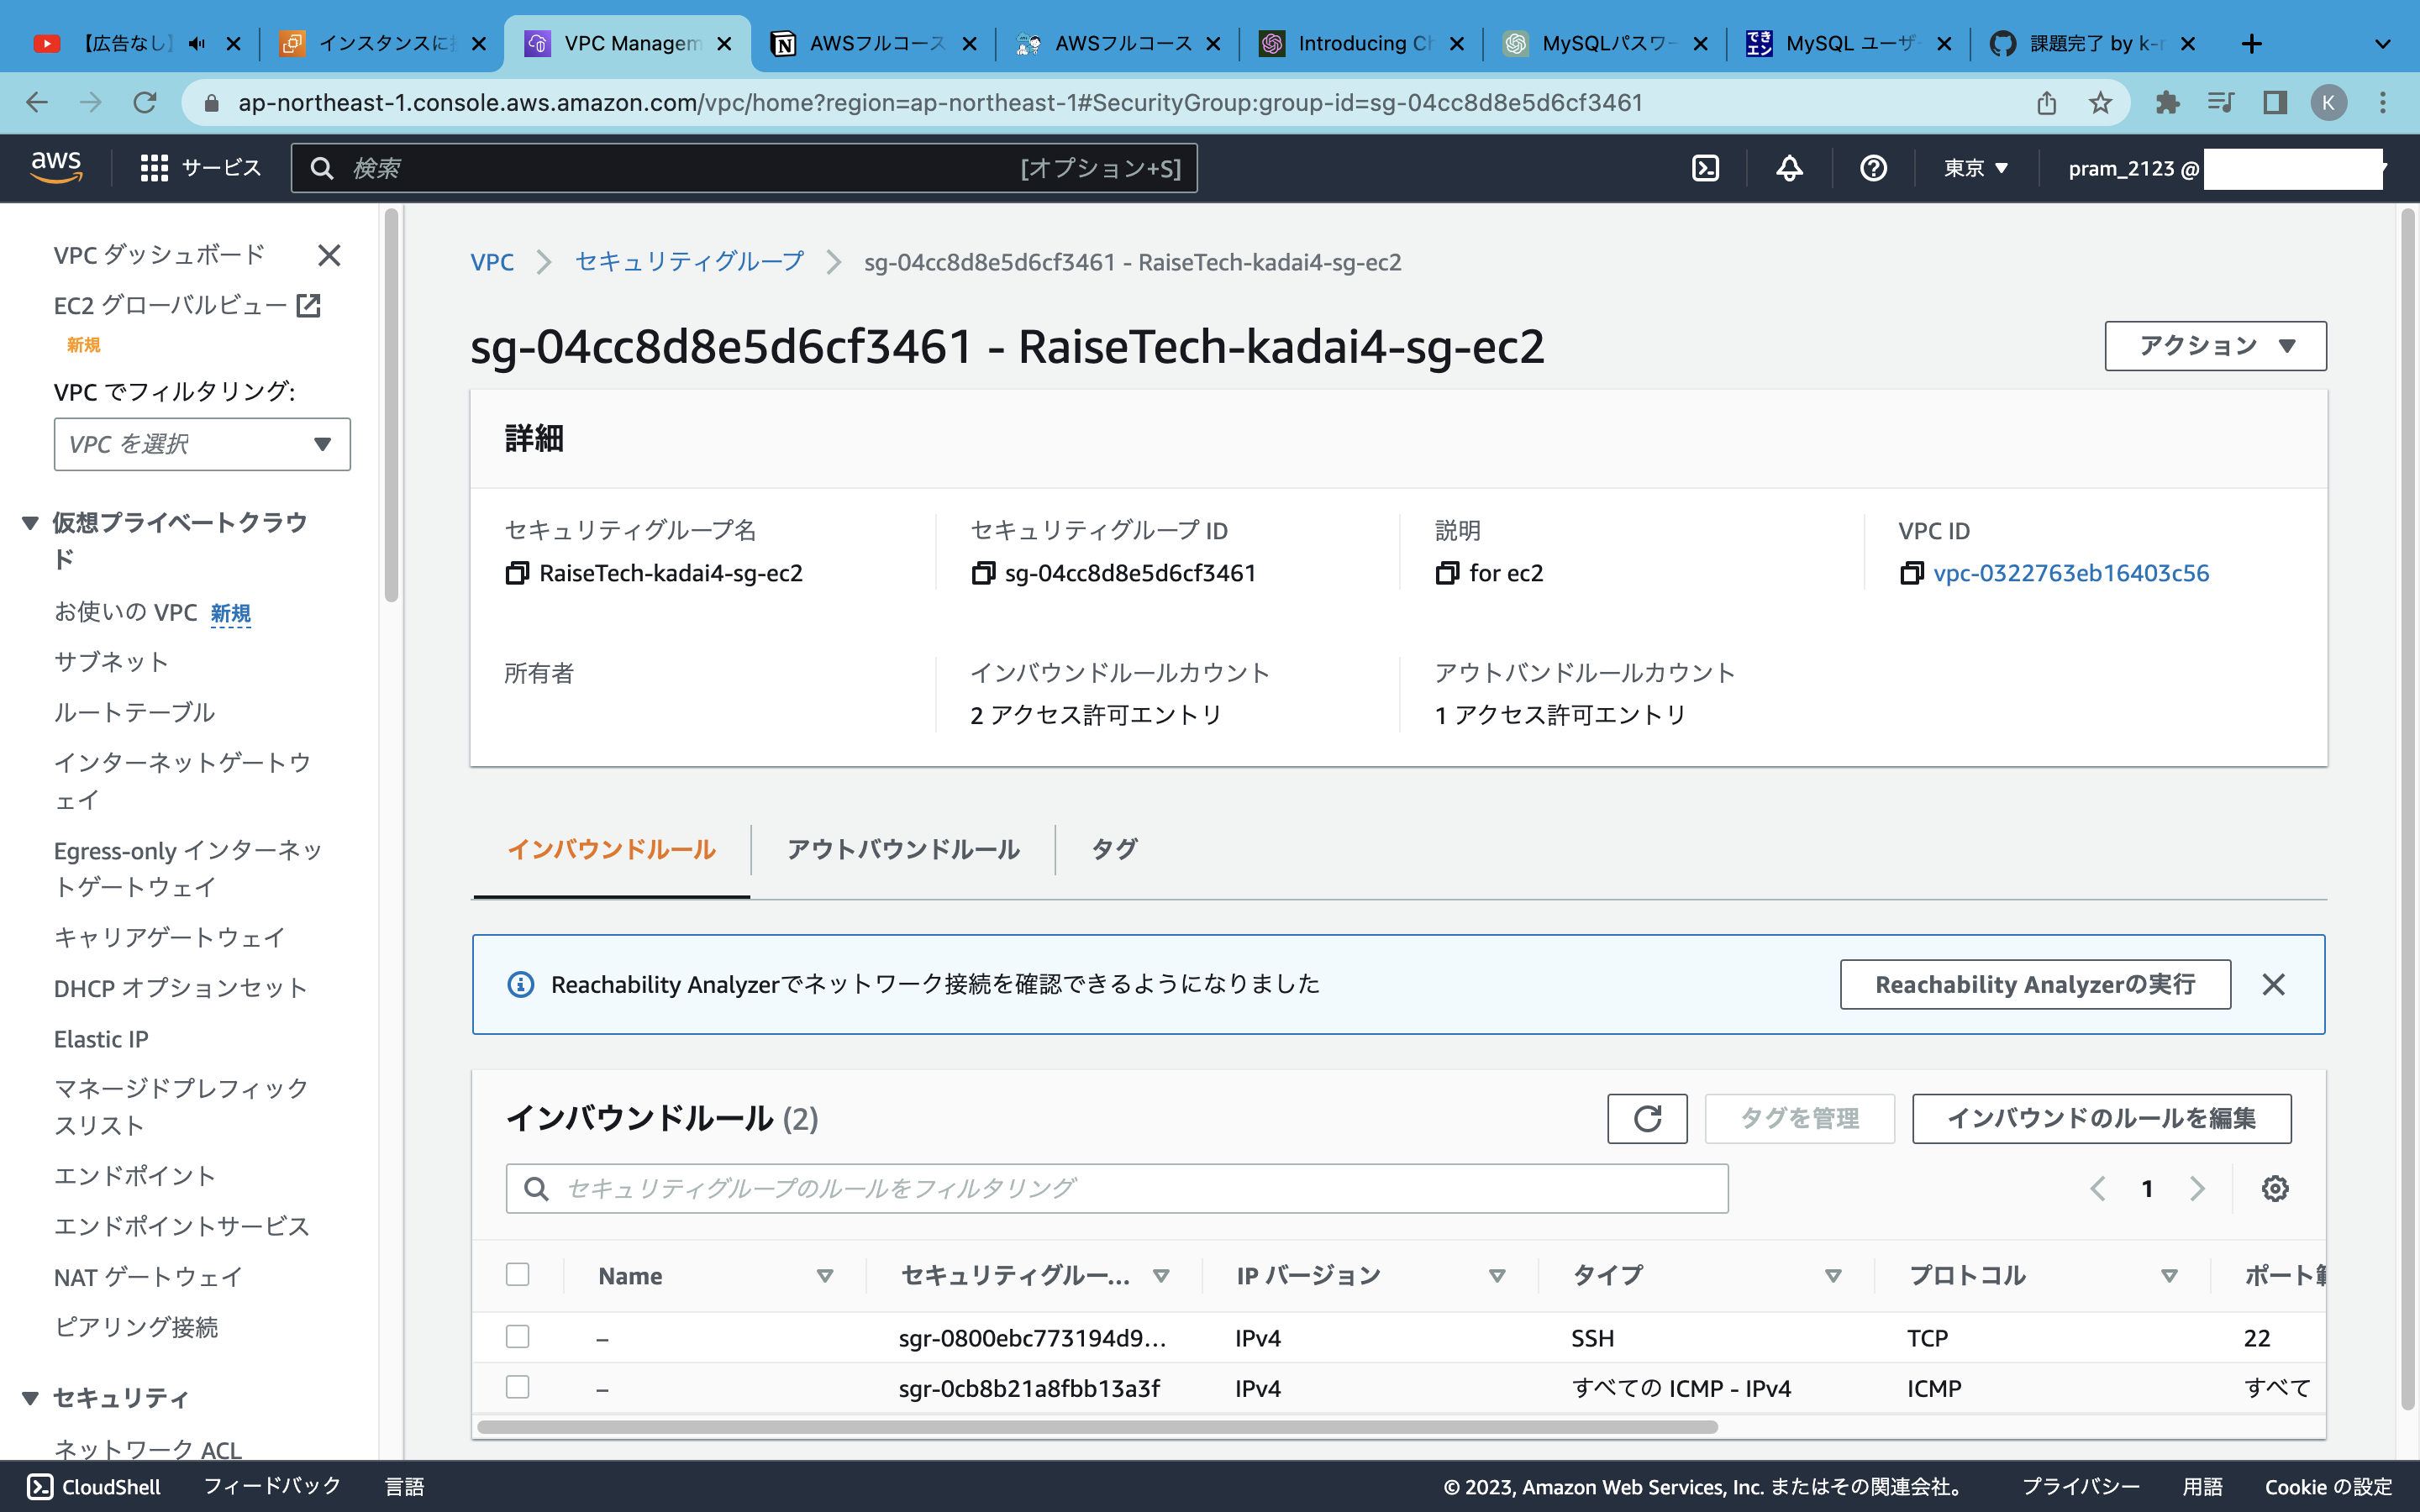 【広告なし】
インスタンスに接
VPC Managem
AWSフルコース
AWSフルコース
Introducing Ch
MySQLパスワー
MySQL ユーザー
課題完了 by k-r
ap-northeast-1.console.aws.amazon.com/vpc/home?region=ap-northeast-1#SecurityGroup:group-id=sg-04cc8d8e5d6cf3461
K
aws
サービス
検索
[オプション+S]
東京
pram_2123 @
VPC ダッシュボード
EC2 グローバルビュー
新規
VPC でフィルタリング:
VPC を選択
仮想プライベートクラウ
ド
お使いの VPC 新規
サブネット
ルートテーブル
インターネットゲートウ
ェイ
Egress-only インターネッ
トゲートウェイ
キャリアゲートウェイ
DHCP オプションセット
Elastic IP
マネージドプレフィック
スリスト
エンドポイント
エンドポイントサービス
NAT ゲートウェイ
ピアリング接続
セキュリティ
ネットワーク ACL
VPC
セキュリティグループ
sg-04cc8d8e5d6cf3461 - RaiseTech-kadai4-sg-ec2
sg-04cc8d8e5d6cf3461 - RaiseTech-kadai4-sg-ec2
アクション
詳細
セキュリティグループ名
RaiseTech-kadai4-sg-ec2
セキュリティグループ ID
sg-04cc8d8e5d6cf3461
説明
for ec2
VPC ID
vpc-0322763eb16403c56
所有者
インバウンドルールカウント
2 アクセス許可エントリ
アウトバンドルールカウント
1 アクセス許可エントリ
インバウンドルール
アウトバウンドルール
タグ
Reachability Analyzerでネットワーク接続を確認できるようになりました
Reachability Analyzerの実行
インバウンドルール (2)
タグを管理
インバウンドのルールを編集
セキュリティグループのルールをフィルタリング
1
Name
セキュリティグルー...
IP バージョン
タイプ
プロトコル
ポート範
– sgr-0800ebc773194d9... IPv4 SSH TCP 22
– sgr-0cb8b21a8fbb13a3f IPv4 すべての ICMP - IPv4 ICMP すべて
CloudShell
フィードバック
言語
© 2023, Amazon Web Services, Inc. またはその関連会社。
プライバシー
用語
Cookie の設定